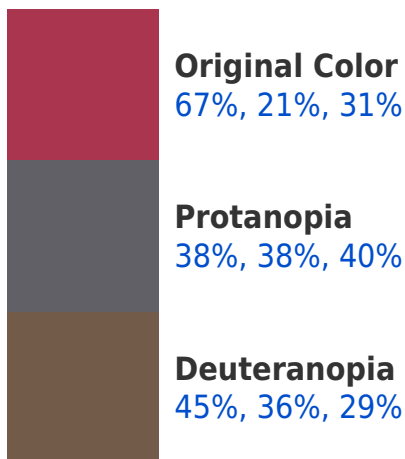 Original Color
67%, 21%, 31%
Protanopia
38%, 38%, 40%
Deuteranopia
45%, 36%, 29%